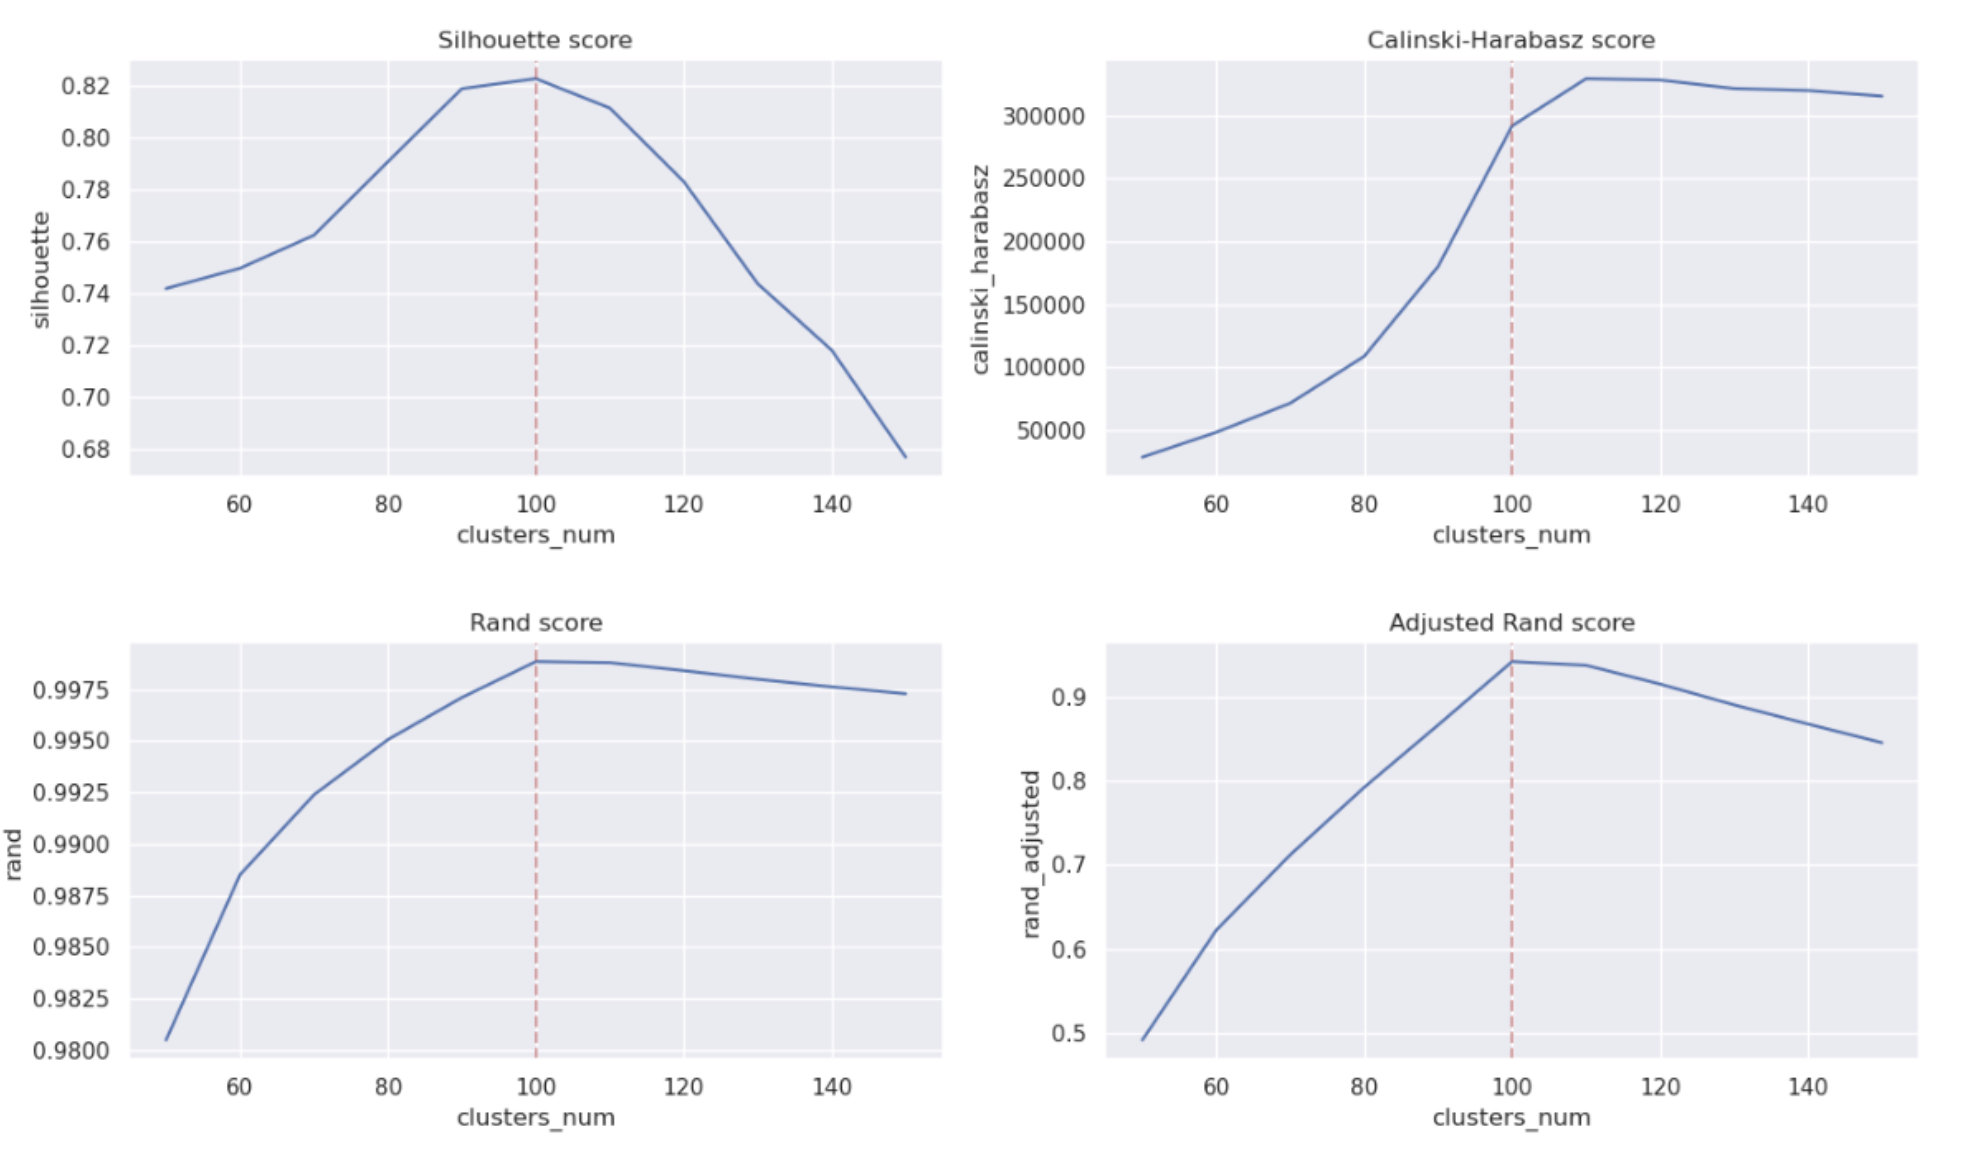 Silhouette score
0.82
0.80
0.78
0.76
0.74
0.72
0.70
0.68
silhouette
60 80 100 120 140
clusters_num
Calinski-Harabasz score
300000
250000
200000
150000
100000
50000
calinski_harabasz
60 80 100 120 140
clusters_num
Rand score
0.9975
0.9950
0.9925
0.9900
0.9875
0.9850
0.9825
0.9800
rand
60 80 100 120 140
clusters_num
Adjusted Rand score
0.9
0.8
0.7
0.6
0.5
rand_adjusted
60 80 100 120 140
clusters_num